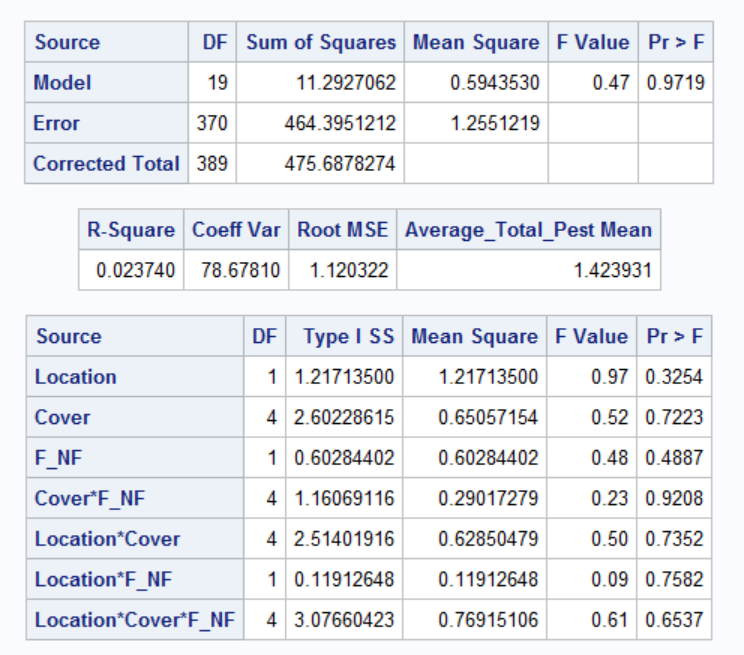 Source DF Sum of Squares Mean Square F Value Pr > F
Model 19 11.2927062 0.5943530 0.47 0.9719
Error 370 464.3951212 1.2551219
Corrected Total 389 475.6878274
R-Square Coeff Var Root MSE Average_Total_Pest Mean
0.023740 78.67810 1.120322 1.423931
Source DF Type I SS Mean Square F Value Pr > F
Location 1 1.21713500 1.21713500 0.97 0.3254
Cover 4 2.60228615 0.65057154 0.52 0.7223
F_NF 1 0.60284402 0.60284402 0.48 0.4887
Cover*F_NF 4 1.16069116 0.29017279 0.23 0.9208
Location*Cover 4 2.51401916 0.62850479 0.50 0.7352
Location*F_NF 1 0.11912648 0.11912648 0.09 0.7582
Location*Cover*F_NF 4 3.07660423 0.76915106 0.61 0.6537